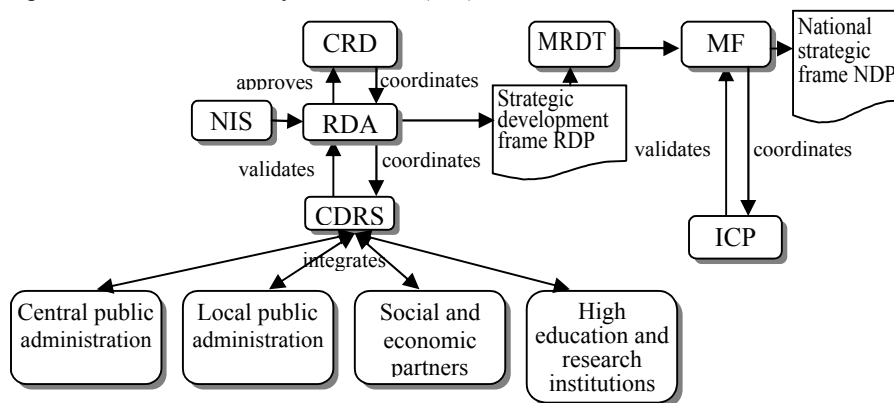 CRD
MRDT
MF
National
strategic
frame NDP
approves
coordinates
NIS
RDA
Strategic
development
frame RDP
validates
coordinates
validates
coordinates
CDRS
ICP
integrates
Central public
administration
Local public
administration
Social and
economic
partners
High
education and
research
institutions